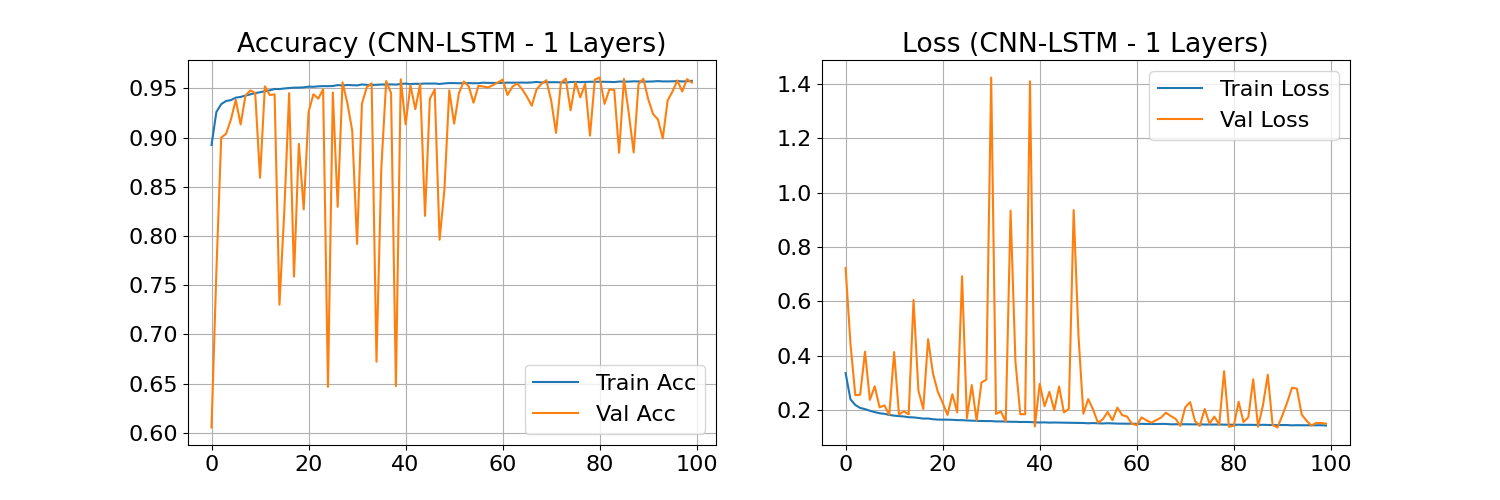 Accuracy (CNN-LSTM - 1 Layers)
0.95
0.90
0.85
0.80
0.75
0.70
0.65
0.60
0 20 40 60 80 100
Train Acc
Val Acc
Loss (CNN-LSTM - 1 Layers)
1.4
1.2
1.0
0.8
0.6
0.4
0.2
0 20 40 60 80 100
Train Loss
Val Loss